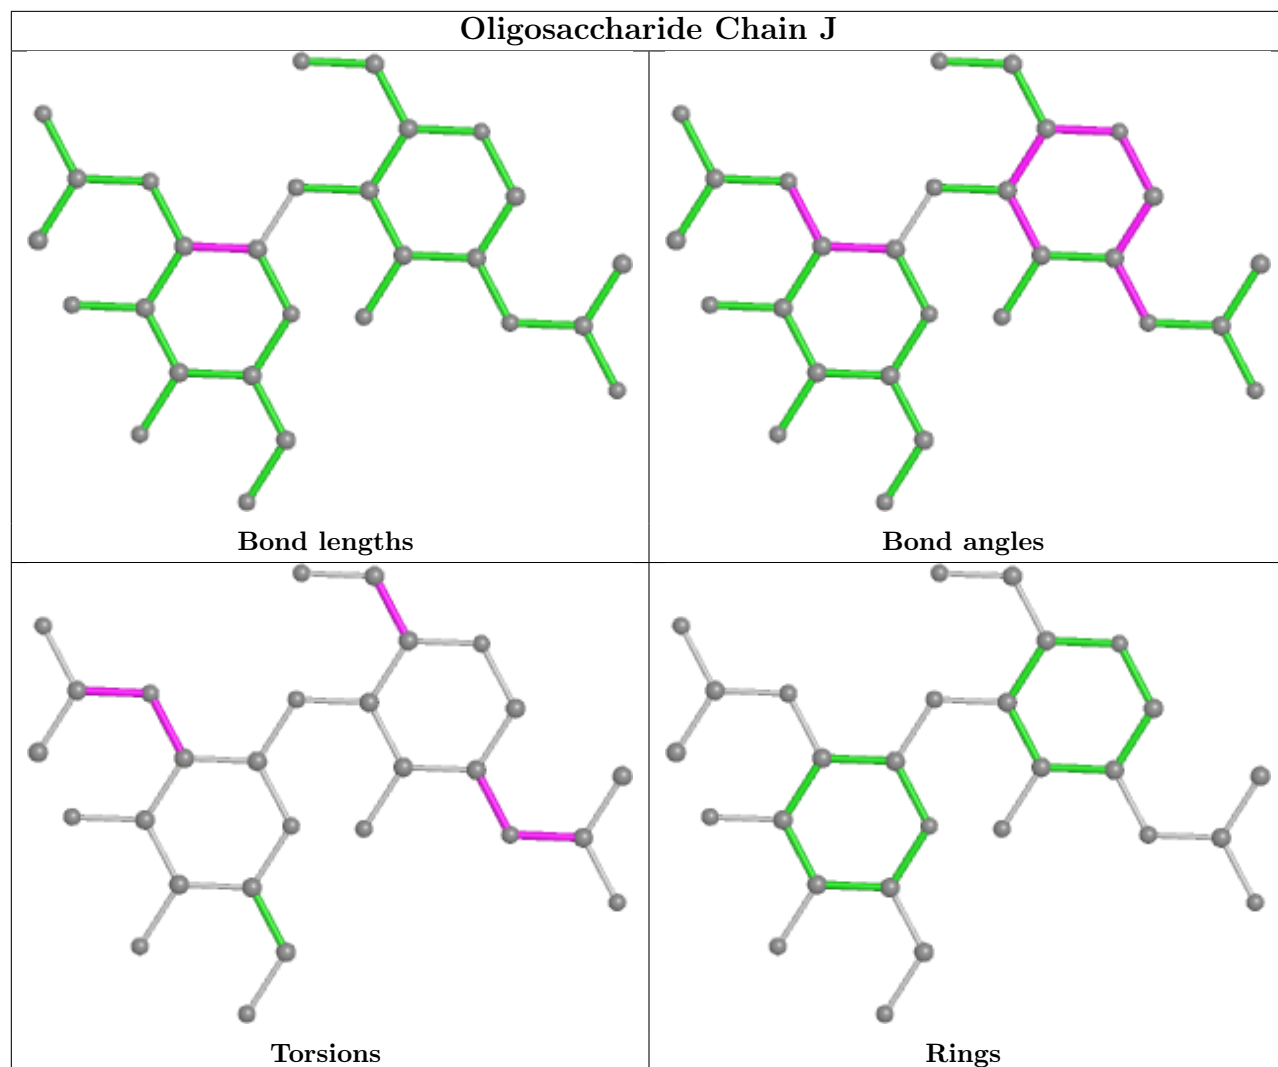 Oligosaccharide Chain J
Bond lengths
Bond angles
Torsions
Rings